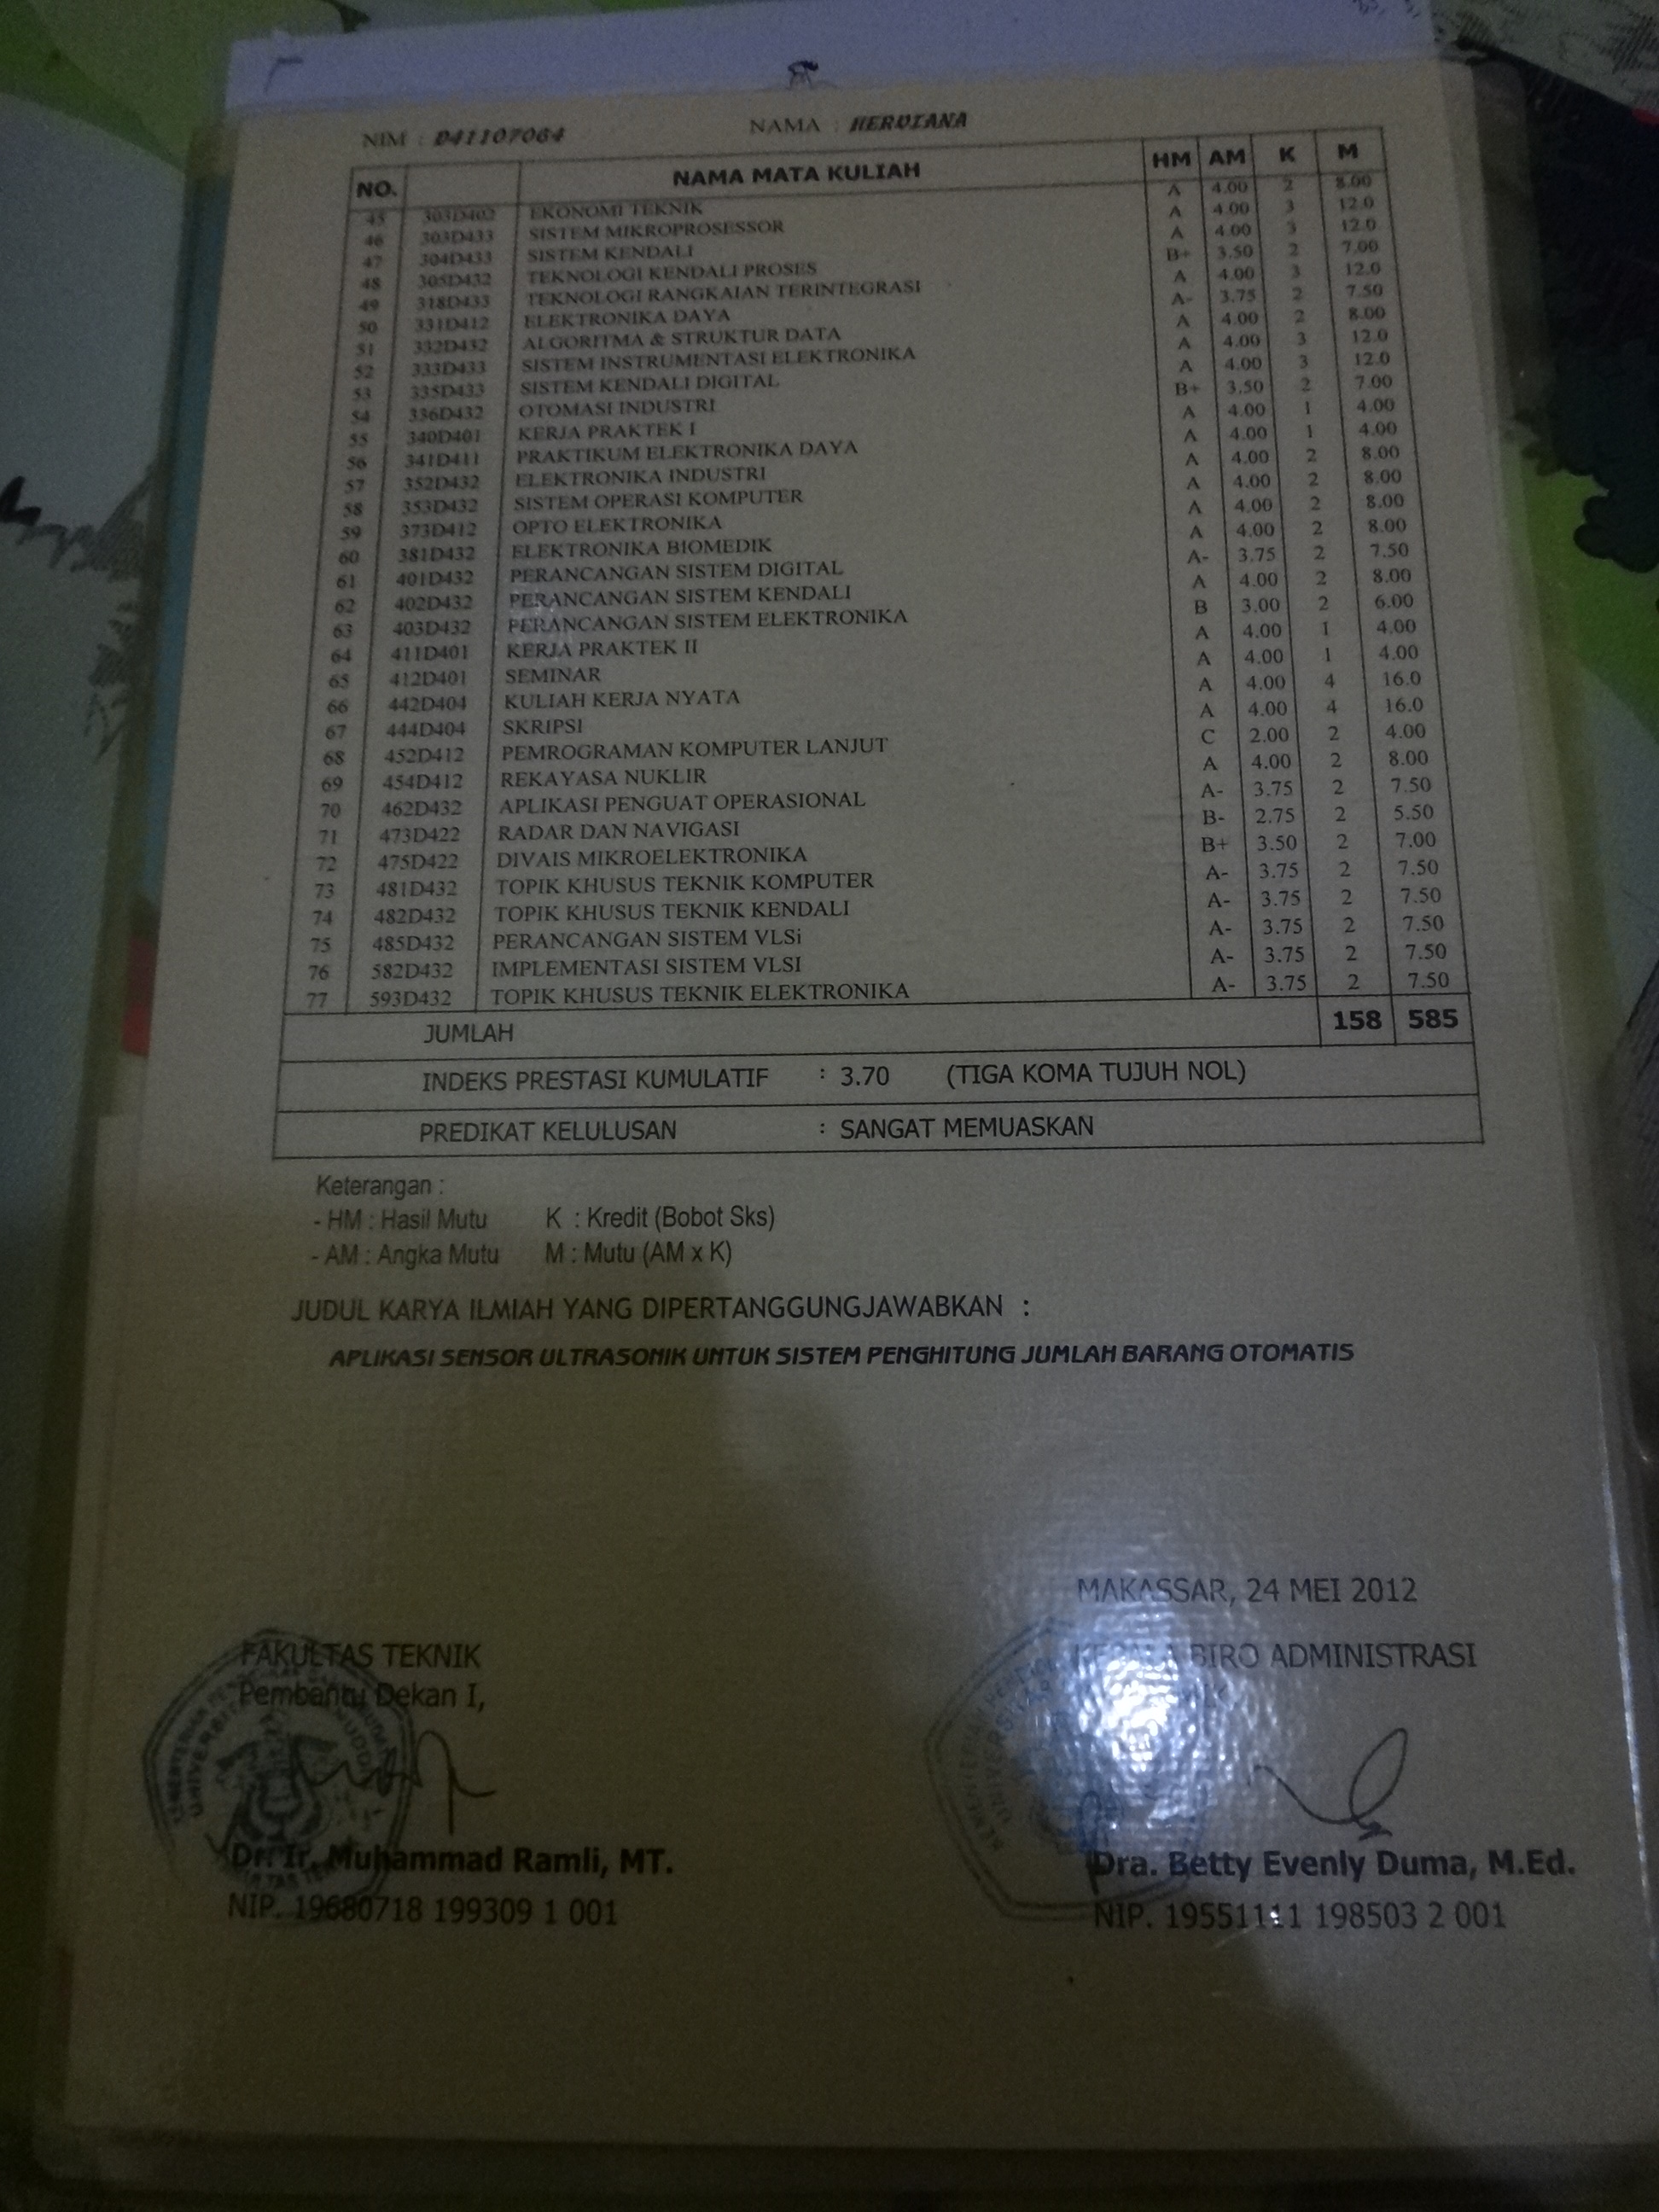 NIM : D41107064 NAMA : HERDIANA
NO. NAMA MATA KULIAH HM AM K M
45 303D402 EKONOMI TEKNIK A 4.00 2 8.00
46 303D433 SISTEM MIKROPROSESSOR A 4.00 3 12.0
47 304D433 SISTEM KENDALI A 4.00 3 12.0
48 305D432 TEKNOLOGI KENDALI PROSES B+ 3.50 2 7.00
49 318D433 TEKNOLOGI RANGKAIAN TERINTEGRASI A 4.00 3 12.0
50 331D412 ELEKTRONIKA DAYA A- 3.75 2 7.50
51 332D432 ALGORITMA & STRUKTUR DATA A 4.00 2 8.00
52 333D433 SISTEM INSTRUMENTASI ELEKTRONIKA A 4.00 3 12.0
53 335D433 SISTEM KENDALI DIGITAL A 4.00 3 12.0
54 336D432 OTOMASI INDUSTRI B+ 3.50 2 7.00
55 340D401 KERJA PRAKTEK I A 4.00 1 4.00
56 341D411 PRAKTIKUM ELEKTRONIKA DAYA A 4.00 1 4.00
57 352D432 ELEKTRONIKA INDUSTRI A 4.00 2 8.00
58 353D432 SISTEM OPERASI KOMPUTER A 4.00 2 8.00
59 373D412 OPTO ELEKTRONIKA A 4.00 2 8.00
60 381D432 ELEKTRONIKA BIOMEDIK A 4.00 2 8.00
61 401D432 PERANCANGAN SISTEM DIGITAL A- 3.75 2 7.50
62 402D432 PERANCANGAN SISTEM KENDALI A 4.00 2 8.00
63 403D432 PERANCANGAN SISTEM ELEKTRONIKA B 3.00 2 6.00
64 411D401 KERJA PRAKTEK II A 4.00 1 4.00
65 412D401 SEMINAR A 4.00 1 4.00
66 442D404 KULIAH KERJA NYATA A 4.00 4 16.0
67 444D404 SKRIPSI A 4.00 4 16.0
68 452D412 PEMROGRAMAN KOMPUTER LANJUT C 2.00 2 4.00
69 454D412 REKAYASA NUKLIR A 4.00 2 8.00
70 462D432 APLIKASI PENGUAT OPERASIONAL A- 3.75 2 7.50
71 473D422 RADAR DAN NAVIGASI B- 2.75 2 5.50
72 475D422 DIVAIS MIKROELEKTRONIKA B+ 3.50 2 7.00
73 481D432 TOPIK KHUSUS TEKNIK KOMPUTER A- 3.75 2 7.50
74 482D432 TOPIK KHUSUS TEKNIK KENDALI A- 3.75 2 7.50
75 485D432 PERANCANGAN SISTEM VLSi A- 3.75 2 7.50
76 582D432 IMPLEMENTASI SISTEM VLSI A- 3.75 2 7.50
77 593D432 TOPIK KHUSUS TEKNIK ELEKTRONIKA A- 3.75 2 7.50
JUMLAH 158 585
INDEKS PRESTASI KUMULATIF : 3.70 (TIGA KOMA TUJUH NOL)
PREDIKAT KELULUSAN : SANGAT MEMUASKAN
Keterangan :
- HM : Hasil Mutu K : Kredit (Bobot Sks)
- AM : Angka Mutu M : Mutu (AM x K)
JUDUL KARYA ILMIAH YANG DIPERTANGGUNGJAWABKAN :
APLIKASI SENSOR ULTRASONIK UNTUK SISTEM PENGHITUNG JUMLAH BARANG OTOMATIS
MAKASSAR, 24 MEI 2012
FAKULTAS TEKNIK
Pembantu Dekan I,
KEPALA BIRO ADMINISTRASI
Dr. Ir. Muhammad Ramli, MT.
NIP. 19680718 199309 1 001
Dra. Betty Evenly Duma, M.Ed.
NIP. 19551111 198503 2 001